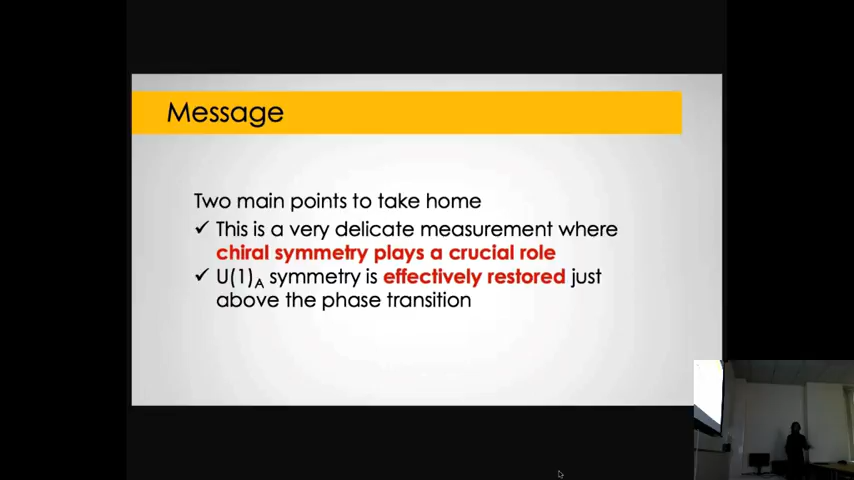 Message
Two main points to take home
✓ This is a very delicate measurement where
chiral symmetry plays a crucial role
✓ U(1)A symmetry is effectively restored just
above the phase transition